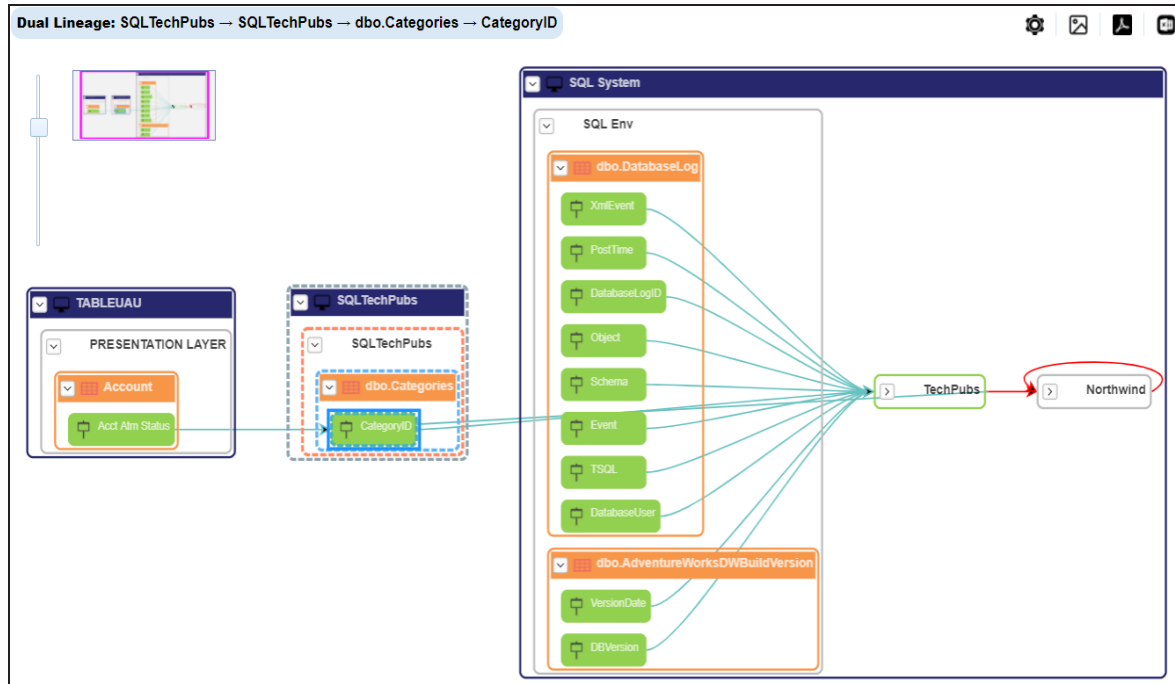 Dual Lineage: SQLTechPubs → SQLTechPubs → dbo.Categories → CategoryID
SQL System
SQL Env
dbo.DatabaseLog
XmlEvent
PostTime
DatabaseLogID
Object
Schema
Event
TSQL
DatabaseUser
dbo.AdventureWorksDWBuildVersion
VersionDate
DBVersion
TABLEUAU
PRESENTATION LAYER
Account
Acct Atm Status
SQLTechPubs
SQLTechPubs
dbo.Categories
CategoryID
TechPubs
Northwind